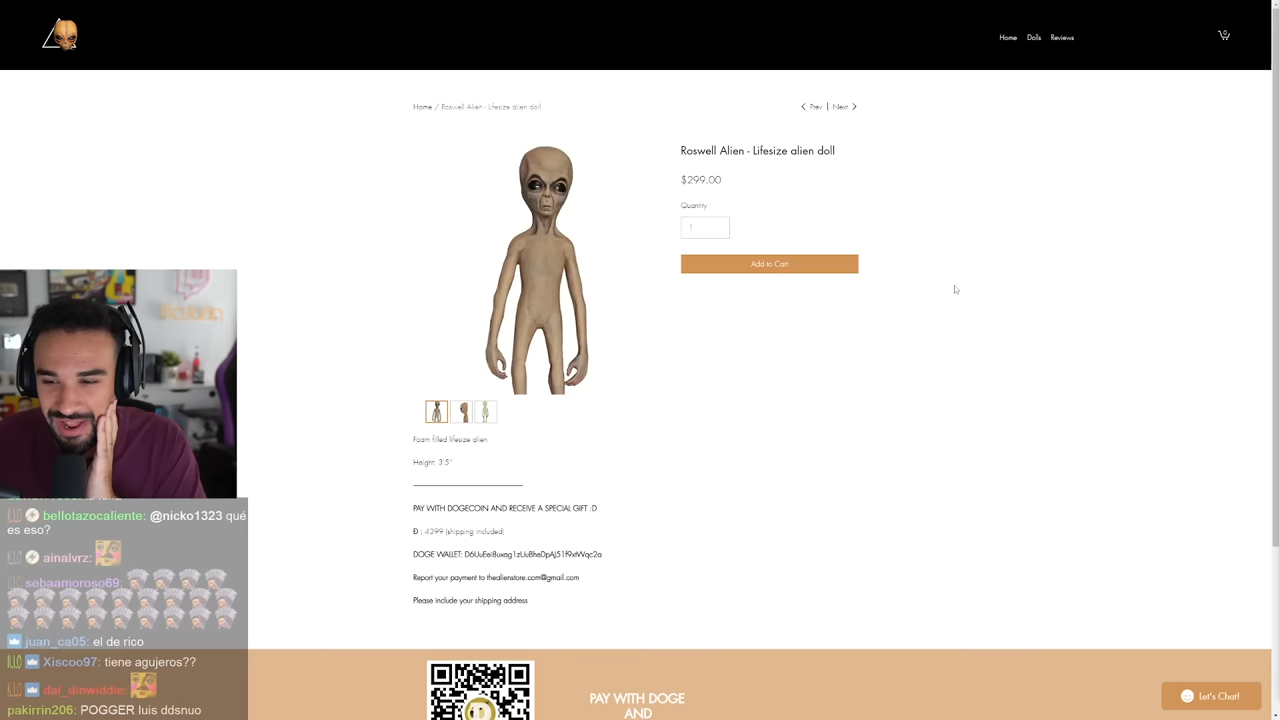 Home
Dolls
Reviews
0
Home / Roswell Alien - Lifesize alien doll
Prev | Next
Roswell Alien - Lifesize alien doll
$299.00
Quantity
1
Add to Cart
Foam filled lifesize alien
Height: 3'5''
PAY WITH DOGECOIN AND RECEIVE A SPECIAL GIFT :D
Đ : 4399 (shipping included)
Report your payment to thealienstore.com@gmail.com
Please include your shipping address
bellotazocaliente: @nicko1323 qué
es eso?
ainalvrz:
sebaamoroso69:
juan_ca05: el de rico
Xiscoo97: tiene agujeros??
dal_dinwiddie:
pakirrin206: POGGER luis ddsnuo
PAY WITH DOGE
AND
Let's Chat!